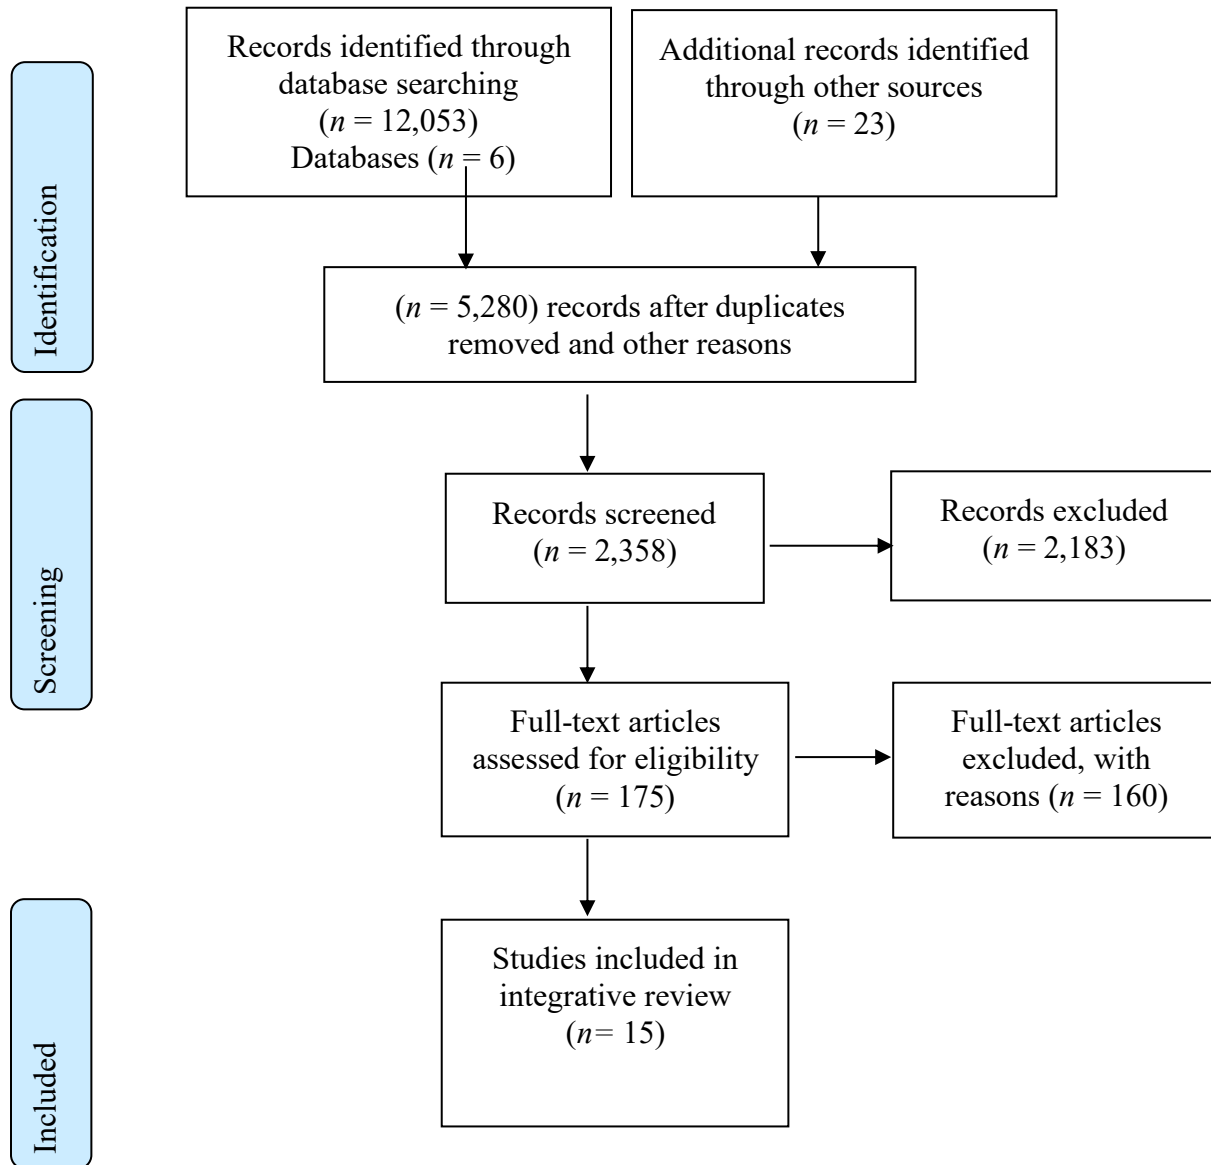 Records identified through
database searching
(n = 12,053)
Databases (n = 6)
Additional records identified
through other sources
(n = 23)
Identification
(n = 5,280) records after duplicates
removed and other reasons
Screening
Records screened
(n = 2,358)
Records excluded
(n = 2,183)
Full-text articles
assessed for eligibility
(n = 175)
Full-text articles
excluded, with
reasons (n = 160)
Included
Studies included in
integrative review
(n= 15)